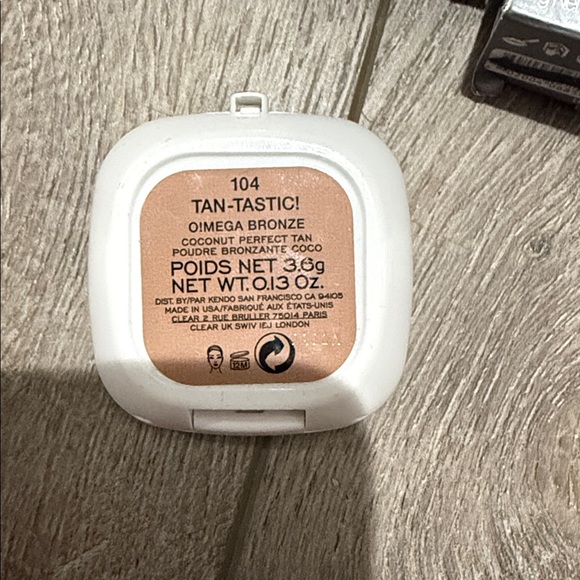 104
TAN-TASTIC!
O!MEGA BRONZE
COCONUT PERFECT TAN
POUDRE BRONZANTE COCO
POIDS NET 3.6g
NET WT. 0.13 Oz.
DIST. BY/PAR KENDO SAN FRANCISCO CA 94105
MADE IN USA/FABRIQUÉ AUX ÉTATS-UNIS
CLEAR 2 RUE BRULLER 75014 PARIS
CLEAR UK SW1V 1EJ LONDON
12M